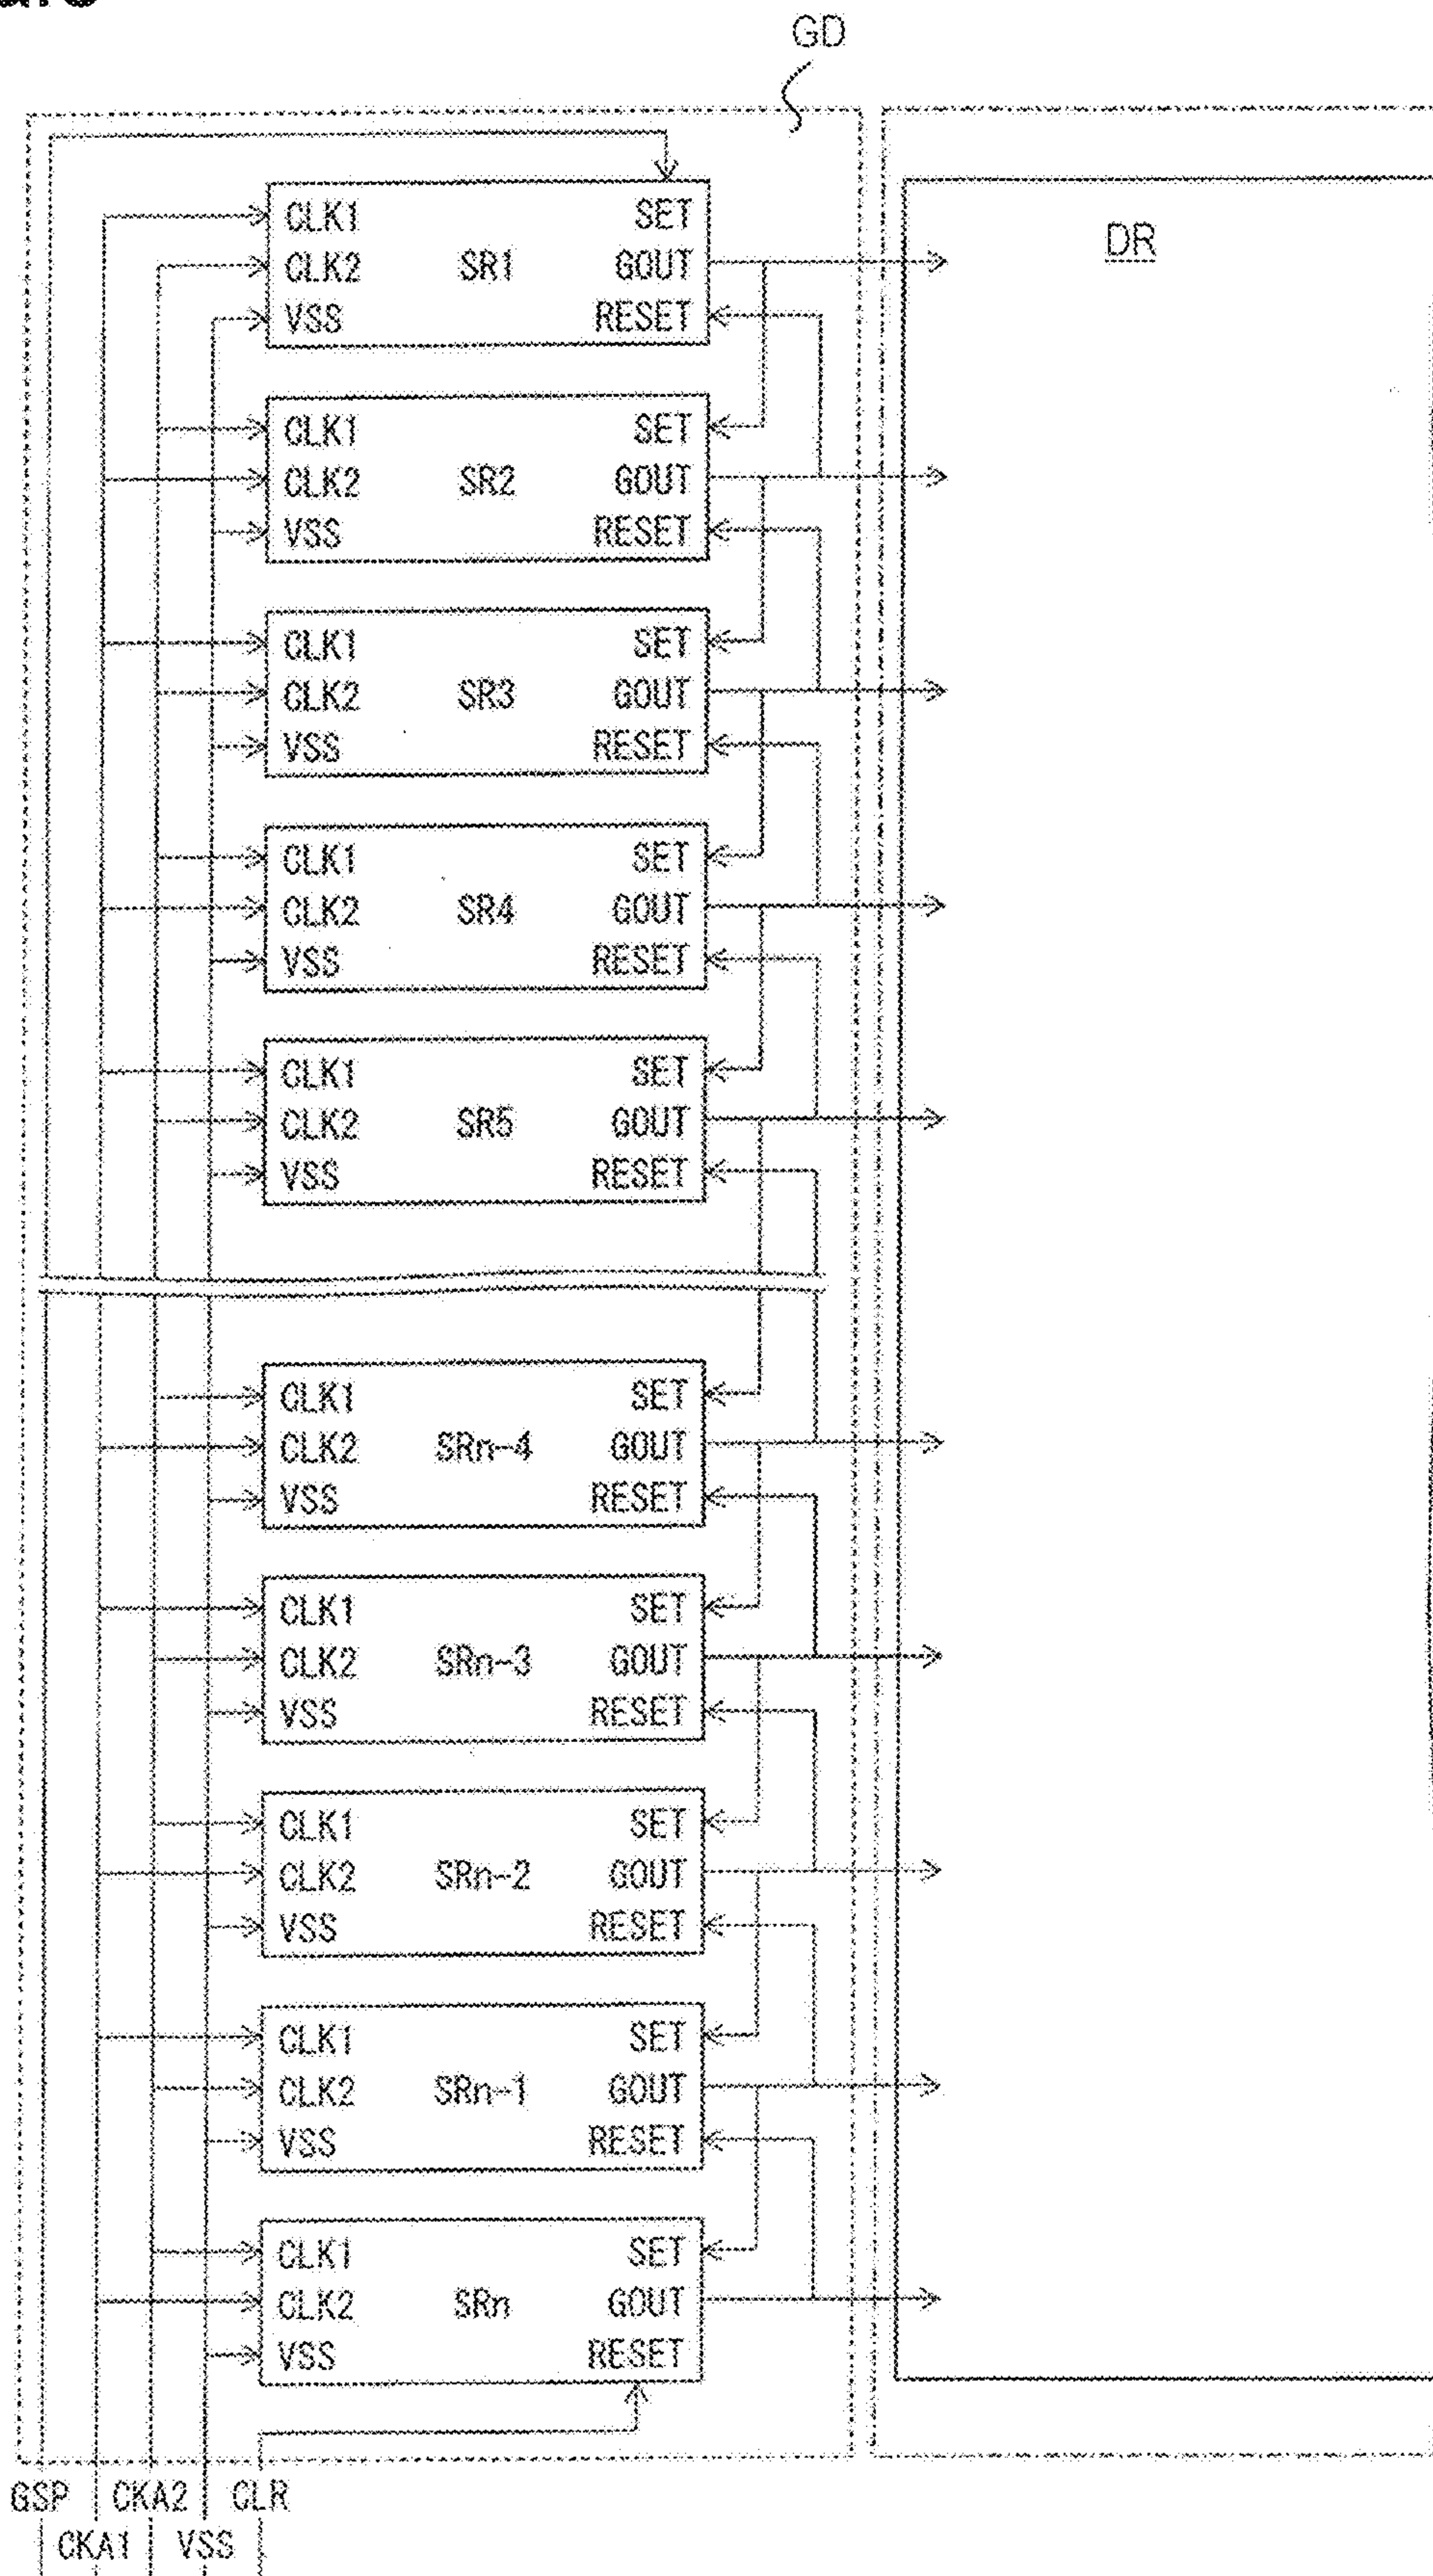 GD
DR
CLK1 SET
CLK2 SR1 GOUT
VSS RESET
CLK1 SET
CLK2 SR2 GOUT
VSS RESET
CLK1 SET
CLK2 SR3 GOUT
VSS RESET
CLK1 SET
CLK2 SR4 GOUT
VSS RESET
CLK1 SET
CLK2 SR5 GOUT
VSS RESET
CLK1 SET
CLK2 SRn-4 GOUT
VSS RESET
CLK1 SET
CLK2 SRn-3 GOUT
VSS RESET
CLK1 SET
CLK2 SRn-2 GOUT
VSS RESET
CLK1 SET
CLK2 SRn-1 GOUT
VSS RESET
CLK1 SET
CLK2 SRn GOUT
VSS RESET
GSP CKA2 CLR
CKA1 VSS